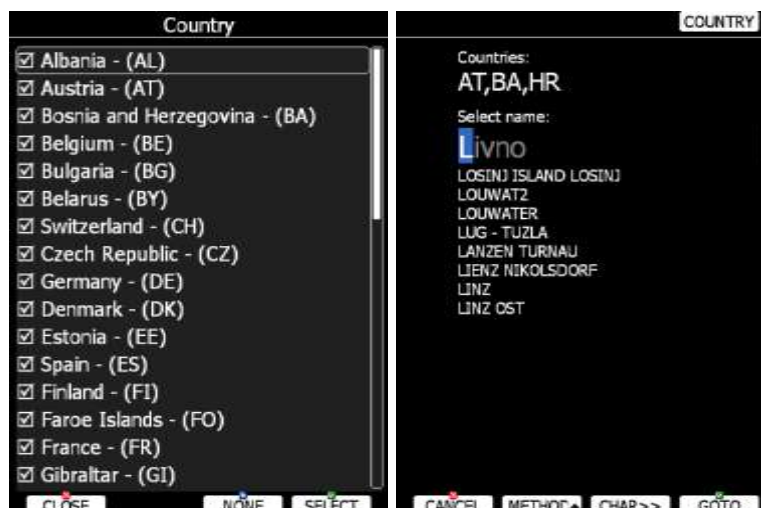 Country
☑ Albania - (AL)
☑ Austria - (AT)
☑ Bosnia and Herzegovina - (BA)
☑ Belgium - (BE)
☑ Bulgaria - (BG)
☑ Belarus - (BY)
☑ Switzerland - (CH)
☑ Czech Republic - (CZ)
☑ Germany - (DE)
☑ Denmark - (DK)
☑ Estonia - (EE)
☑ Spain - (ES)
☑ Finland - (FI)
☑ Faroe Islands - (FO)
☑ France - (FR)
☑ Gibraltar - (GI)
CLOSE NONE SELECT
COUNTRY
Countries:
AT,BA,HR
Select name:
Livno
LOSINJ ISLAND LOSINJ
LOUWAT2
LOUWATER
LUG - TUZLA
LANZEN TURNAU
LIENZ NIKOLSDORF
LINZ
LINZ OST
CANCEL METHOD▲ CHAR>> GOTO